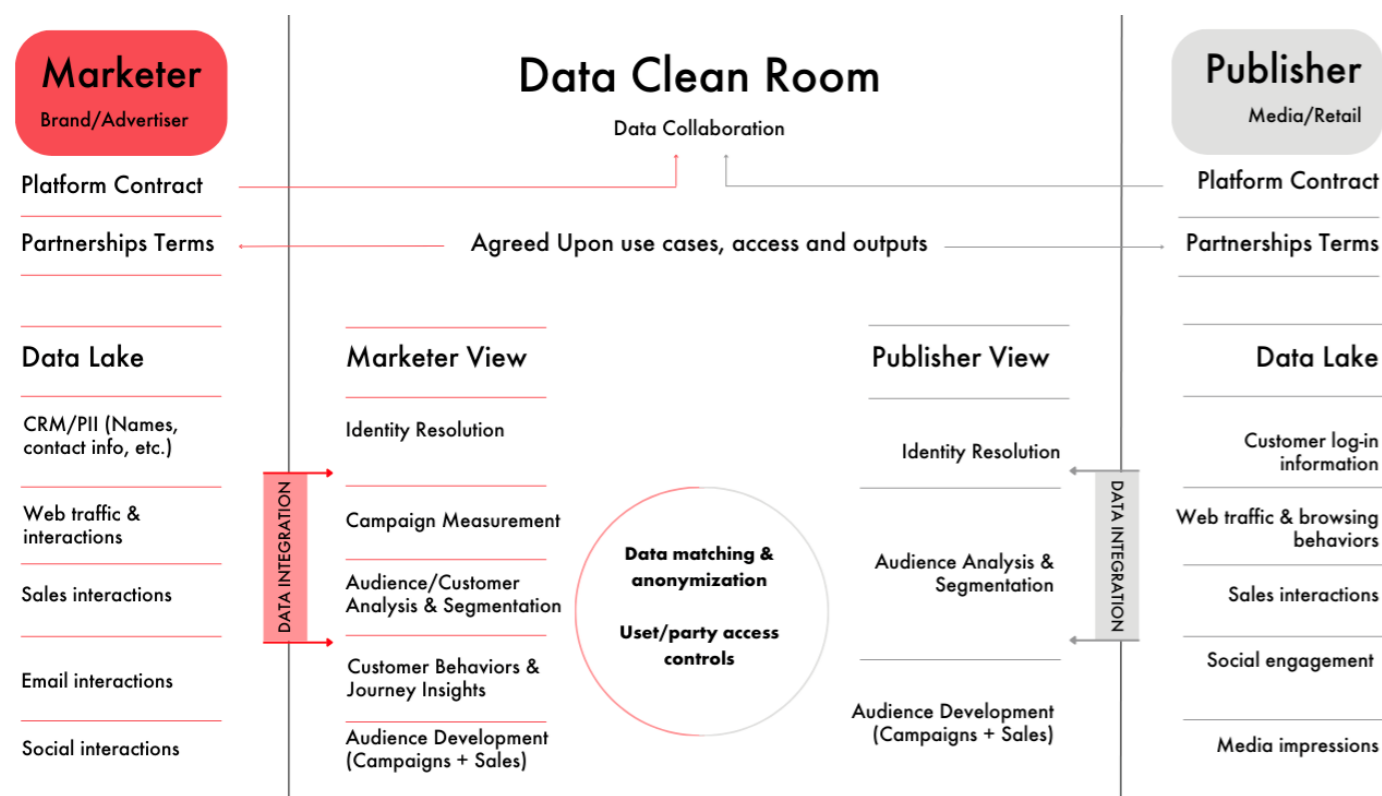 Marketer
Brand/Advertiser
Data Clean Room
Data Collaboration
Publisher
Media/Retail
Platform Contract
Platform Contract
Partnerships Terms
Agreed Upon use cases, access and outputs
Partnerships Terms
Data Lake
CRM/PII (Names,
contact info, etc.)
Web traffic &
interactions
Sales interactions
Email interactions
Social interactions
DATA INTEGRATION
Marketer View
Identity Resolution
Campaign Measurement
Audience/Customer
Analysis & Segmentation
Customer Behaviors &
Journey Insights
Audience Development
(Campaigns + Sales)
Data matching &
anonymization
Uset/party access
controls
Publisher View
Identity Resolution
Audience Analysis &
Segmentation
Audience Development
(Campaigns + Sales)
DATA INTEGRATION
Data Lake
Customer log-in
information
Web traffic & browsing
behaviors
Sales interactions
Social engagement
Media impressions